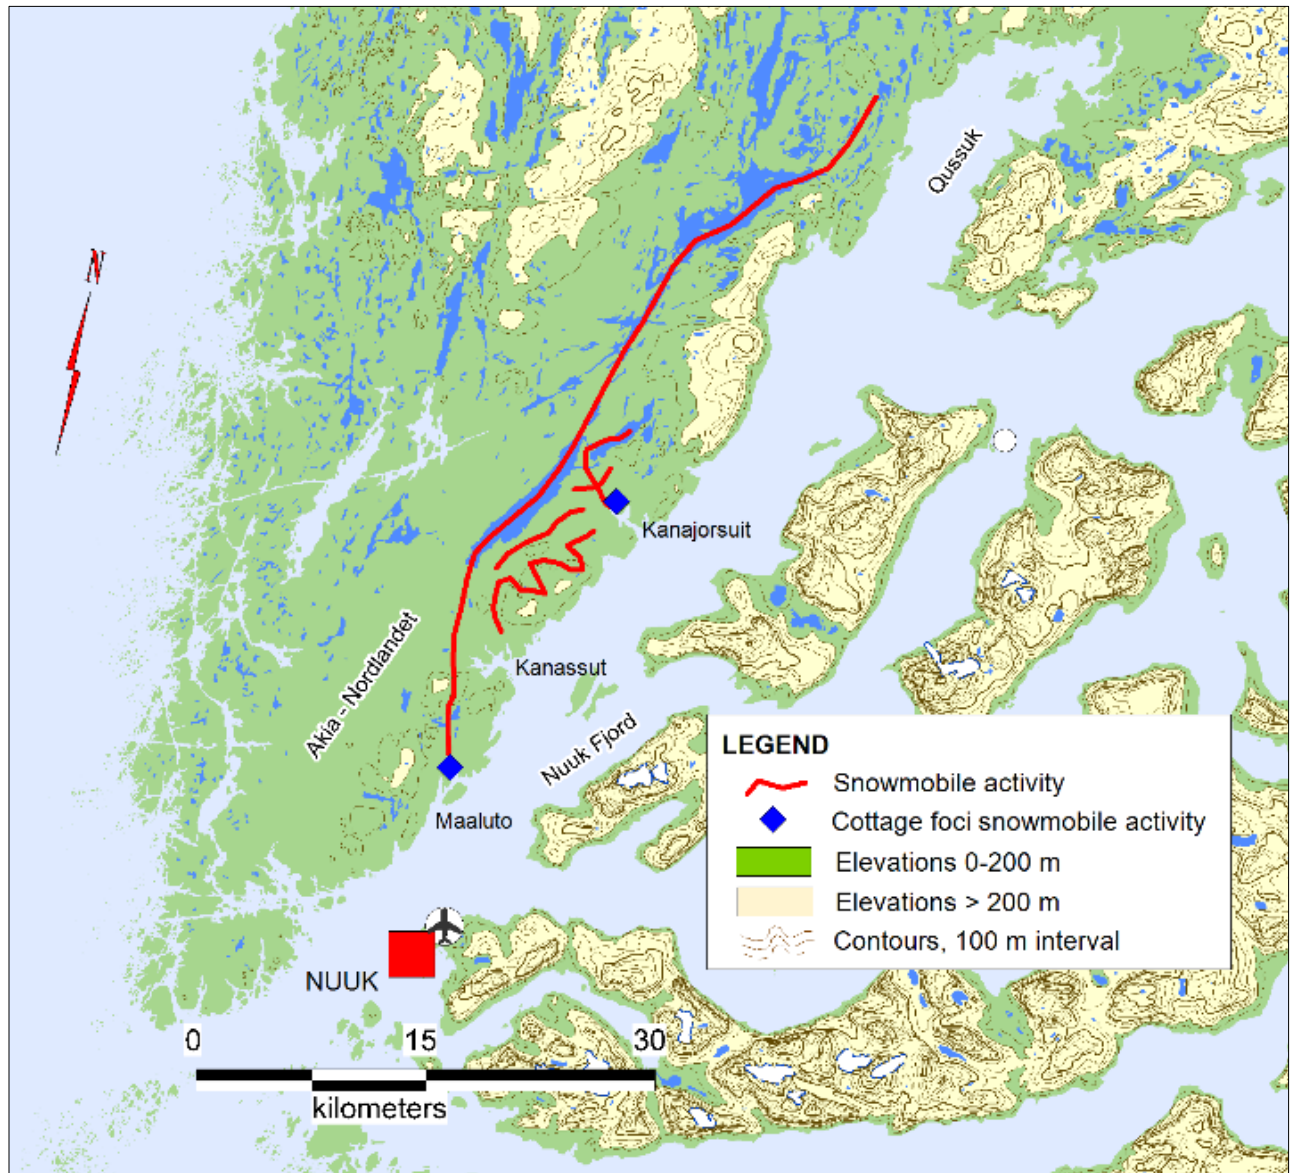 Qussuk
N
Kanajorsuit
Akia - Nordlandet
Kanassut
Nuuk Fjord
Maaluto
LEGEND
Snowmobile activity
Cottage foci snowmobile activity
Elevations 0-200 m
Elevations > 200 m
Contours, 100 m interval
NUUK
0 15 30
kilometers